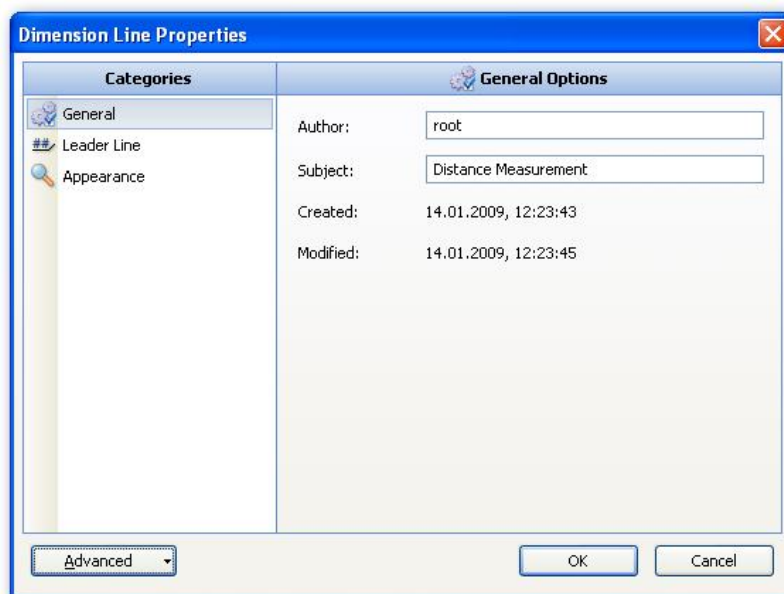 Dimension Line Properties
Categories
General
Leader Line
Appearance
General Options
Author: root
Subject: Distance Measurement
Created: 14.01.2009, 12:23:43
Modified: 14.01.2009, 12:23:45
Advanced
OK
Cancel